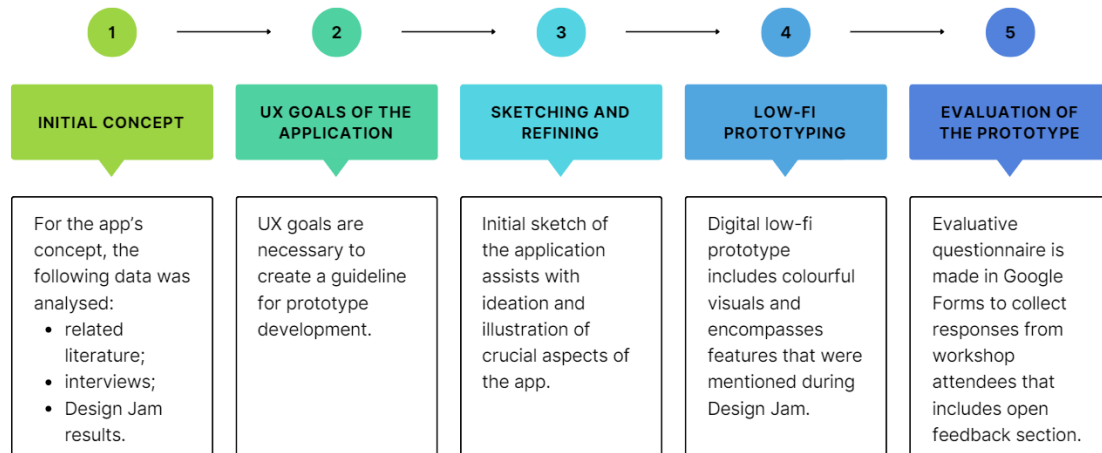 1
2
3
4
5
INITIAL CONCEPT
UX GOALS OF THE
APPLICATION
SKETCHING AND
REFINING
LOW-FI
PROTOTYPING
EVALUATION OF
THE PROTOTYPE
For the app’s
concept, the
following data was
analysed:
• related
literature;
• interviews;
• Design Jam
results.
UX goals are
necessary to
create a guideline
for prototype
development.
Initial sketch of
the application
assists with
ideation and
illustration of
crucial aspects of
the app.
Digital low-fi
prototype
includes colourful
visuals and
encompasses
features that were
mentioned during
Design Jam.
Evaluative
questionnaire is
made in Google
Forms to collect
responses from
workshop
attendees that
includes open
feedback section.